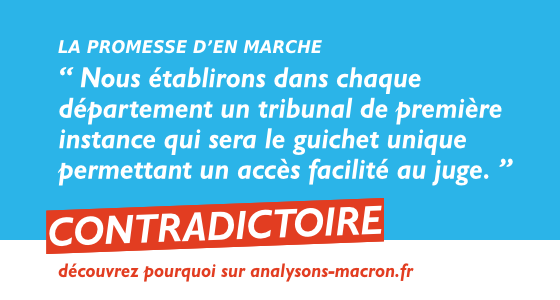 LA PROMESSE D’EN MARCHE
“ Nous établirons dans chaque
département un tribunal de première
instance qui sera le guichet unique
permettant un accès facilité au juge. ”
CONTRADICTOIRE
découvrez pourquoi sur analysons-macron.fr